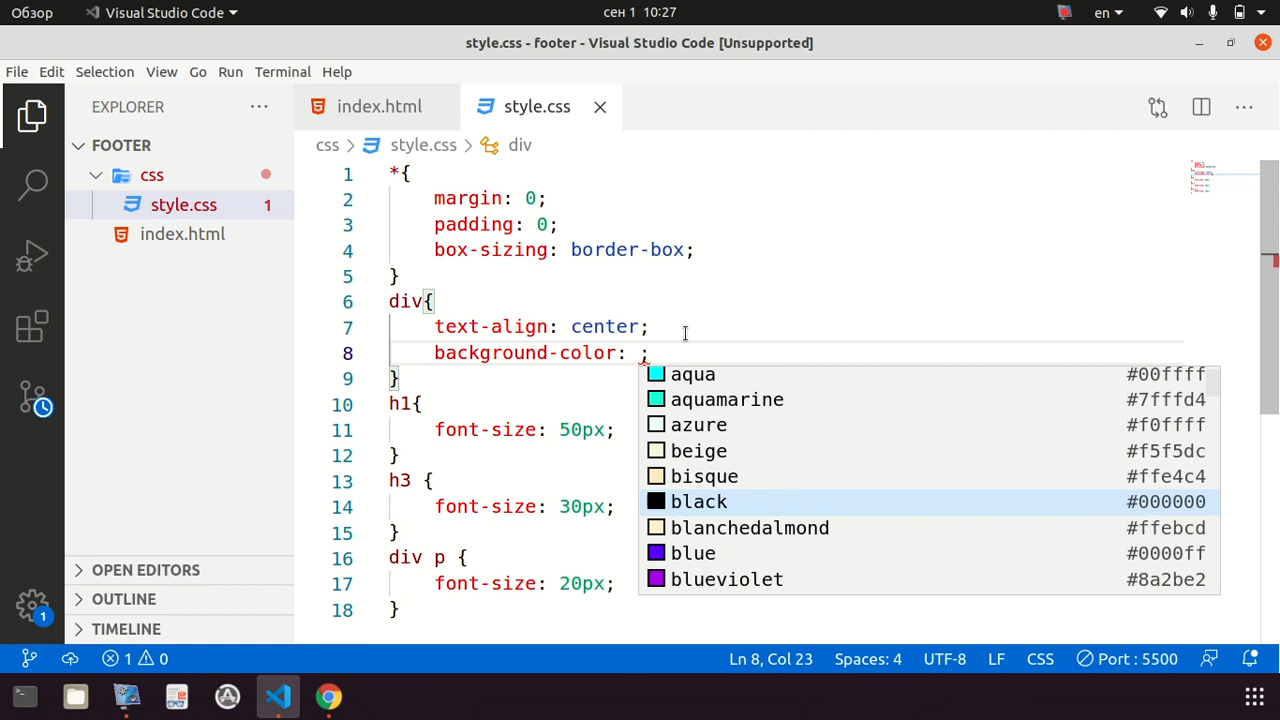 Обзор Visual Studio Code сен 1 10:27 en
style.css - footer - Visual Studio Code [Unsupported]
File Edit Selection View Go Run Terminal Help
EXPLORER
index.html style.css
FOOTER
css > style.css > div
css
style.css 1
index.html
1 *{
2 margin: 0;
3 padding: 0;
4 box-sizing: border-box;
5 }
6 div{
7 text-align: center;
8 background-color: ;
9 }
10 h1{
11 font-size: 50px;
12 }
13 h3 {
14 font-size: 30px;
15 }
16 div p {
17 font-size: 20px;
18 }
aqua #00ffff
aquamarine #7fffd4
azure #f0ffff
beige #f5f5dc
bisque #ffe4c4
black #000000
blanchedalmond #ffebcd
blue #0000ff
blueviolet #8a2be2
OPEN EDITORS
OUTLINE
TIMELINE
1
1 0 Ln 8, Col 23 Spaces: 4 UTF-8 LF CSS Port : 5500